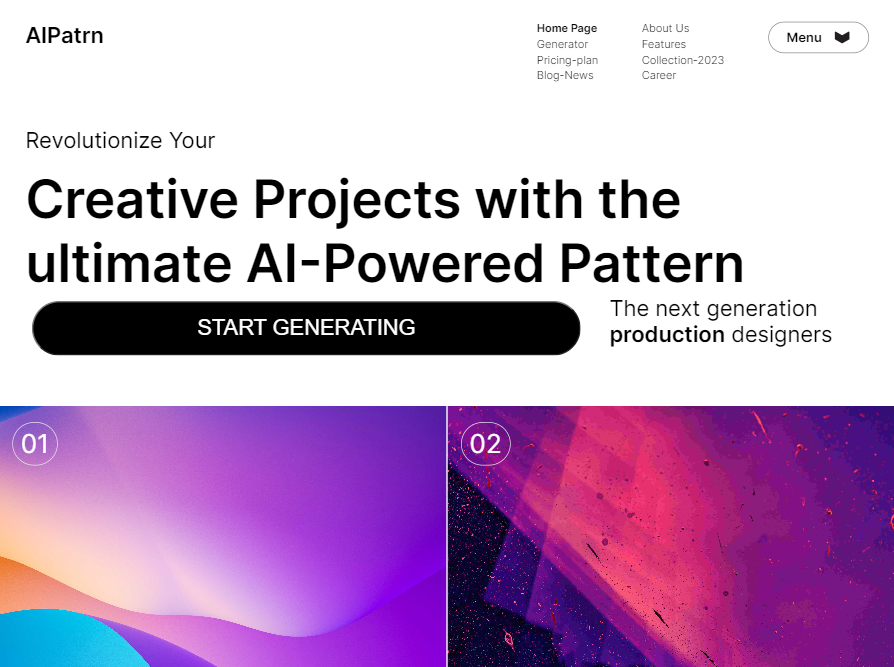 AIPatrn
Home Page
Generator
Pricing-plan
Blog-News
About Us
Features
Collection-2023
Career
Menu
Revolutionize Your
Creative Projects with the
ultimate AI-Powered Pattern
START GENERATING
The next generation
production designers
01
02